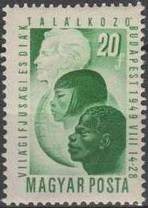 VILÁGIFJUSÁGI ÉS DIÁK
TALÁLKOZÓ
BUDAPEST 1949 VIII 14-28
20
MAGYAR POSTA